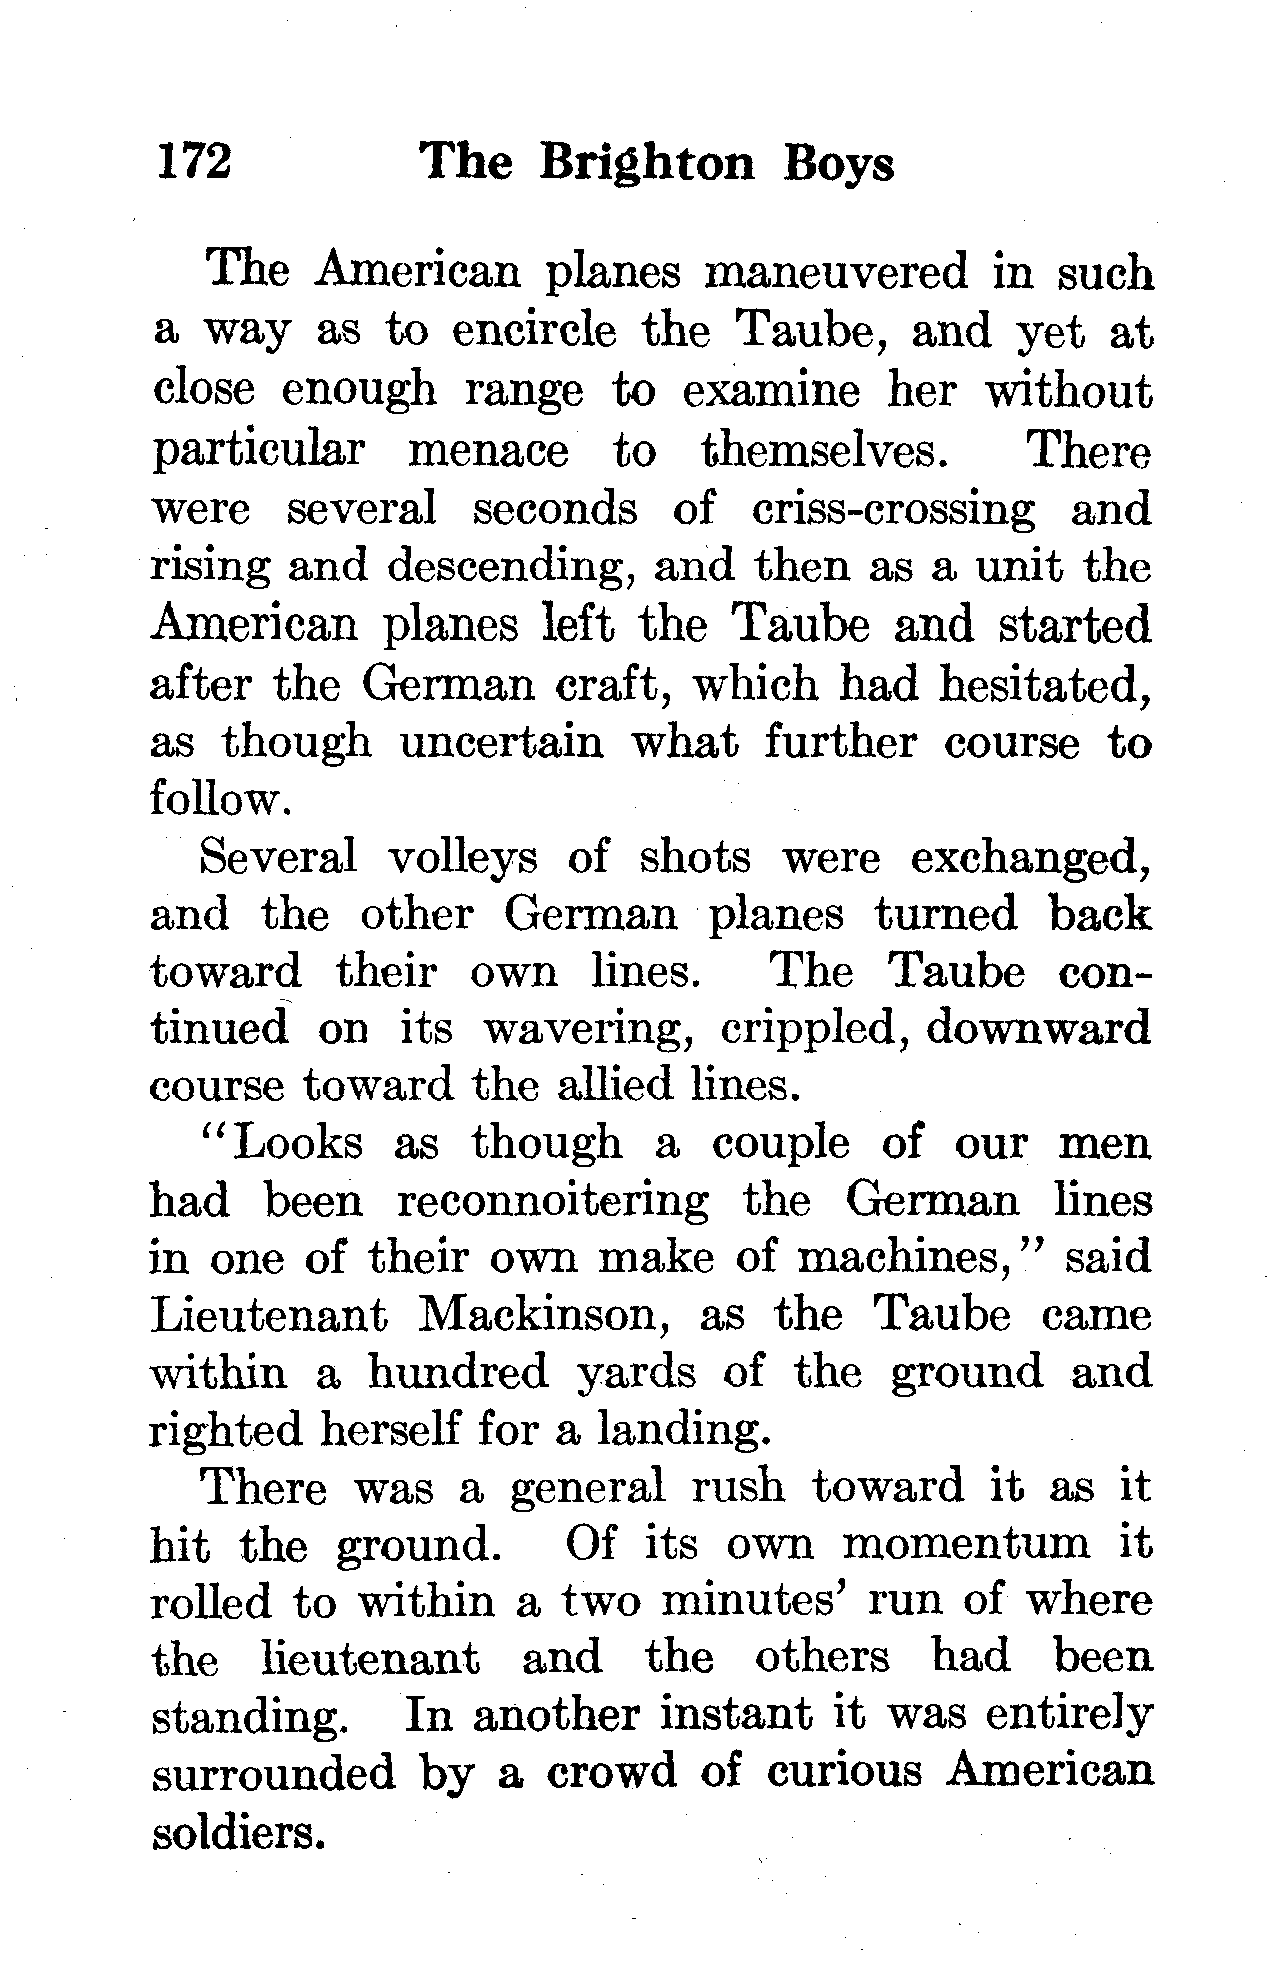 172 The Brighton Boys
The American planes maneuvered in such
a way as to encircle the Taube, and yet at
close enough range to examine her without
particular menace to themselves. There
were several seconds of criss-crossing and
rising and descending, and then as a unit the
American planes left the Taube and started
after the German craft, which had hesitated,
as though uncertain what further course to
follow.
Several volleys of shots were exchanged,
and the other German planes turned back
toward their own lines. The Taube con-
tinued on its wavering, crippled, downward
course toward the allied lines.
“Looks as though a couple of our men
had been reconnoitering the German lines
in one of their own make of machines,” said
Lieutenant Mackinson, as the Taube came
within a hundred yards of the ground and
righted herself for a landing.
There was a general rush toward it as it
hit the ground. Of its own momentum it
rolled to within a two minutes’ run of where
the lieutenant and the others had been
standing. In another instant it was entirely
surrounded by a crowd of curious American
soldiers.